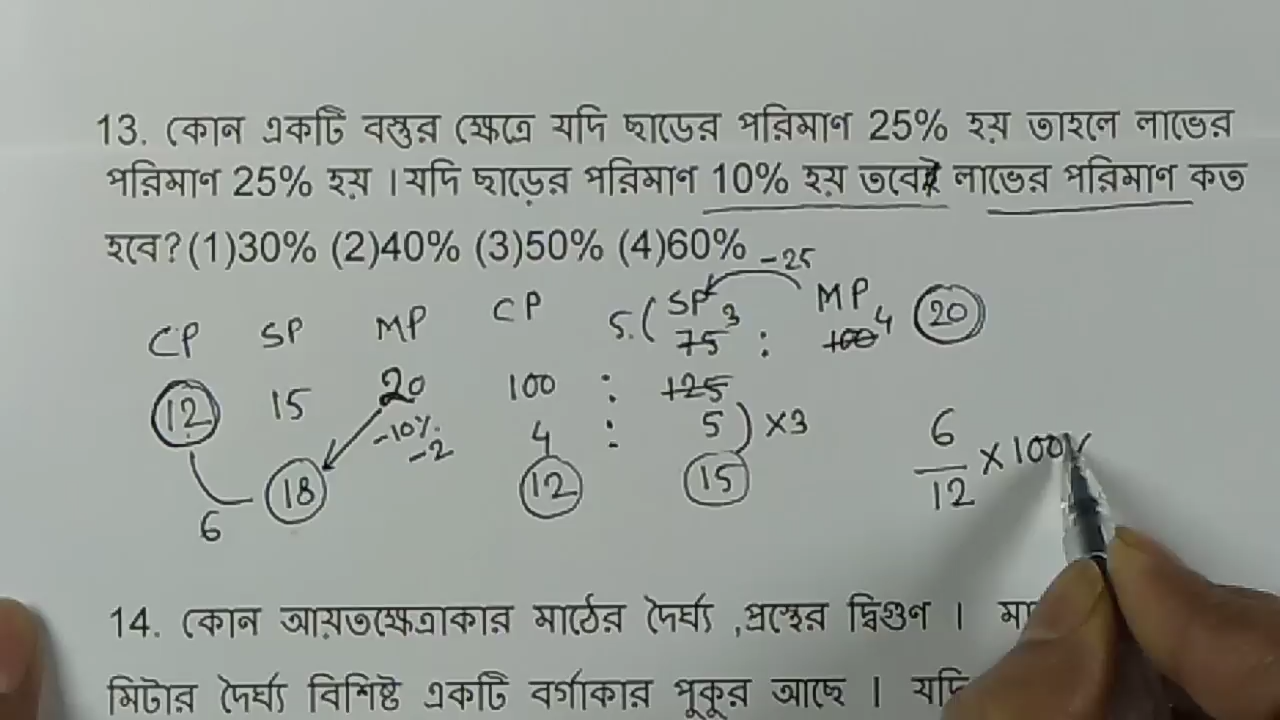 13. কোন একটি বস্তুর ক্ষেত্রে যদি ছাড়ের পরিমাণ 25% হয় তাহলে লাভের
পরিমাণ 25% হয় ।যদি ছাড়ের পরিমাণ 10% হয় তবে লাভের পরিমাণ কত
হবে? (1)30% (2)40% (3)50% (4)60%
-25
CP SP MP CP S.( SP 3 MP 4 20
75 : 100
12 15 20 100 : 125
-10% -2 4 : 5 ) ×3
18 12 15
6
6/12 × 100
14. কোন আয়তক্ষেত্রাকার মাঠের দৈর্ঘ্য ,প্রস্থের দ্বিগুণ ।
মিটার দৈর্ঘ্য বিশিষ্ট একটি বর্গাকার পুকুর আছে । যদি